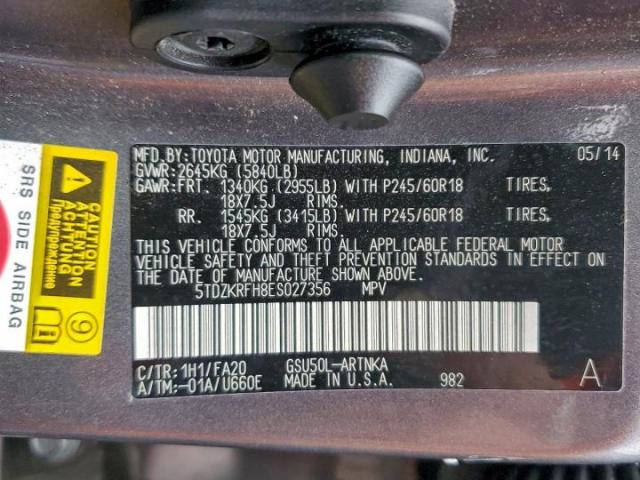 MFD.BY:TOYOTA MOTOR MANUFACTURING, INDIANA, INC. 05/14
GVWR:2645KG (5840LB)
GAWR:FRT. 1340KG (2955LB) WITH P245/60R18 TIRES,
18X7.5J RIMS.
RR. 1545KG (3415LB) WITH P245/60R18 TIRES,
18X7.5J RIMS.
THIS VEHICLE CONFORMS TO ALL APPLICABLE FEDERAL MOTOR
VEHICLE SAFETY AND THEFT PREVENTION STANDARDS IN EFFECT ON
THE DATE OF MANUFACTURE SHOWN ABOVE.
5TDZKRFH8ES027356 MPV
C/TR:1H1/FA20 GSU50L-ARTNKA
A/TM:-01A/U660E MADE IN U.S.A. 982 A
SRS SIDE AIRBAG
CAUTION
ATTENTION
ACHTUNG
Предупреждение
9